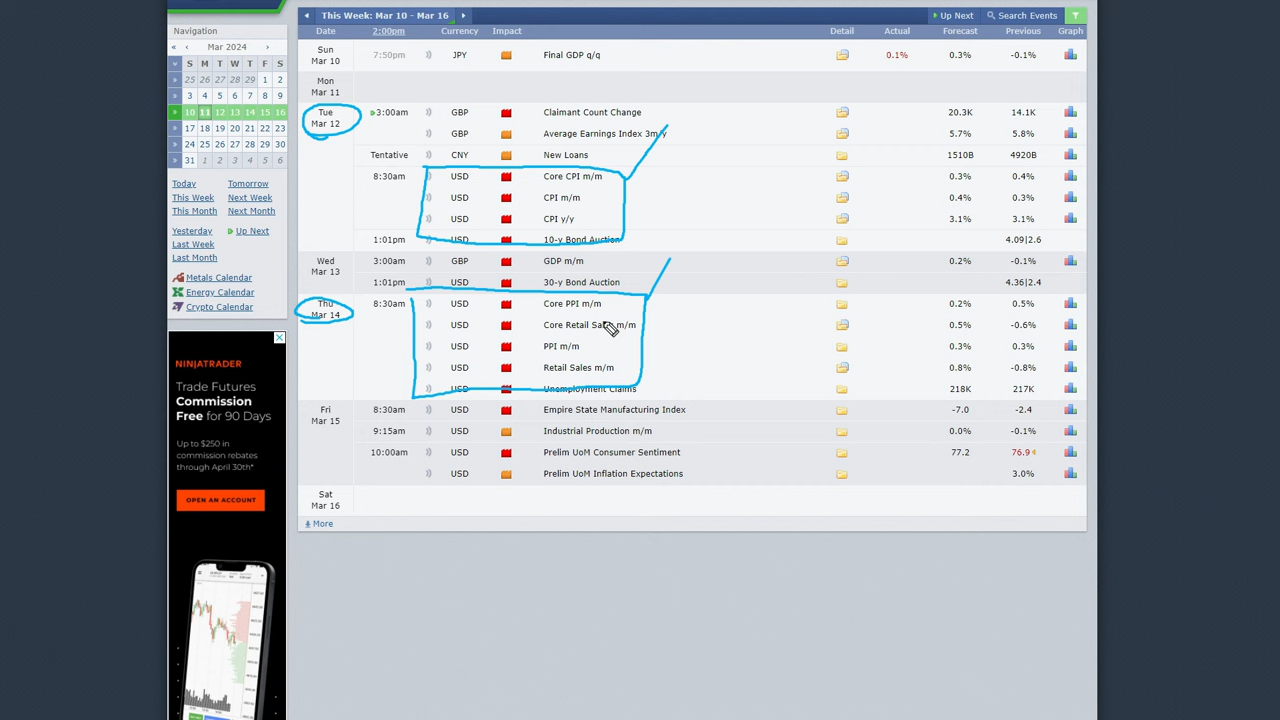 This Week: Mar 10 - Mar 16 Up Next Search Events
Navigation Date 2:00pm Currency Impact Detail Actual Forecast Previous Graph
« ‹ Mar 2024 ›
S M T W T F S
25 26 27 28 29 1 2
3 4 5 6 7 8 9
10 11 12 13 14 15 16
17 18 19 20 21 22 23
24 25 26 27 28 29 30
31 1 2 3 4 5 6
Today Tomorrow
This Week Next Week
This Month Next Month
Yesterday Up Next
Last Week
Last Month
Metals Calendar
Energy Calendar
Crypto Calendar
Sun Mar 10 7:50pm JPY Final GDP q/q 0.1% 0.3% -0.1%
Mon Mar 11
Tue Mar 12 3:00am GBP Claimant Count Change 20.3K 14.1K
GBP Average Earnings Index 3m/y 5.7% 5.8%
Tentative CNY New Loans 1510B 4920B
8:30am USD Core CPI m/m 0.3% 0.4%
USD CPI m/m 0.4% 0.3%
USD CPI y/y 3.1% 3.1%
1:01pm USD 10-y Bond Auction 4.09|2.6
Wed Mar 13 3:00am GBP GDP m/m 0.2% -0.1%
1:01pm USD 30-y Bond Auction 4.36|2.4
Thu Mar 14 8:30am USD Core PPI m/m 0.2% 0.5%
USD Core Retail Sales m/m 0.5% -0.6%
USD PPI m/m 0.3% 0.3%
USD Retail Sales m/m 0.8% -0.8%
USD Unemployment Claims 218K 217K
Fri Mar 15 8:30am USD Empire State Manufacturing Index -7.0 -2.4
9:15am USD Industrial Production m/m 0.0% -0.1%
10:00am USD Prelim UoM Consumer Sentiment 77.2 76.9
USD Prelim UoM Inflation Expectations 3.0%
Sat Mar 16
More
NINJATRADER
Trade Futures
Commission
Free for 90 Days
Up to $250 in
commission rebates
through April 30th*
OPEN AN ACCOUNT